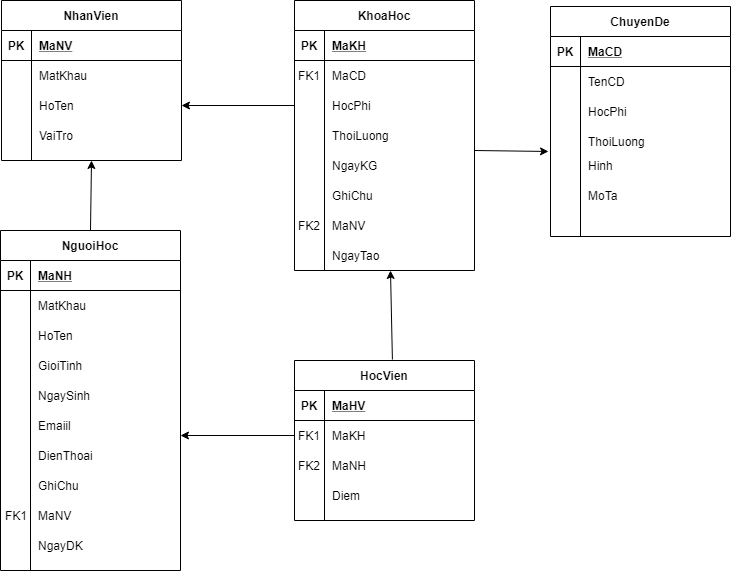 NhanVien
PK MaNV
MatKhau
HoTen
VaiTro
KhoaHoc
PK MaKH
FK1 MaCD
HocPhi
ThoiLuong
NgayKG
GhiChu
FK2 MaNV
NgayTao
ChuyenDe
PK MaCD
TenCD
HocPhi
ThoiLuong
Hinh
MoTa
NguoiHoc
PK MaNH
MatKhau
HoTen
GioiTinh
NgaySinh
Emaiil
DienThoai
GhiChu
FK1 MaNV
NgayDK
HocVien
PK MaHV
FK1 MaKH
FK2 MaNH
Diem